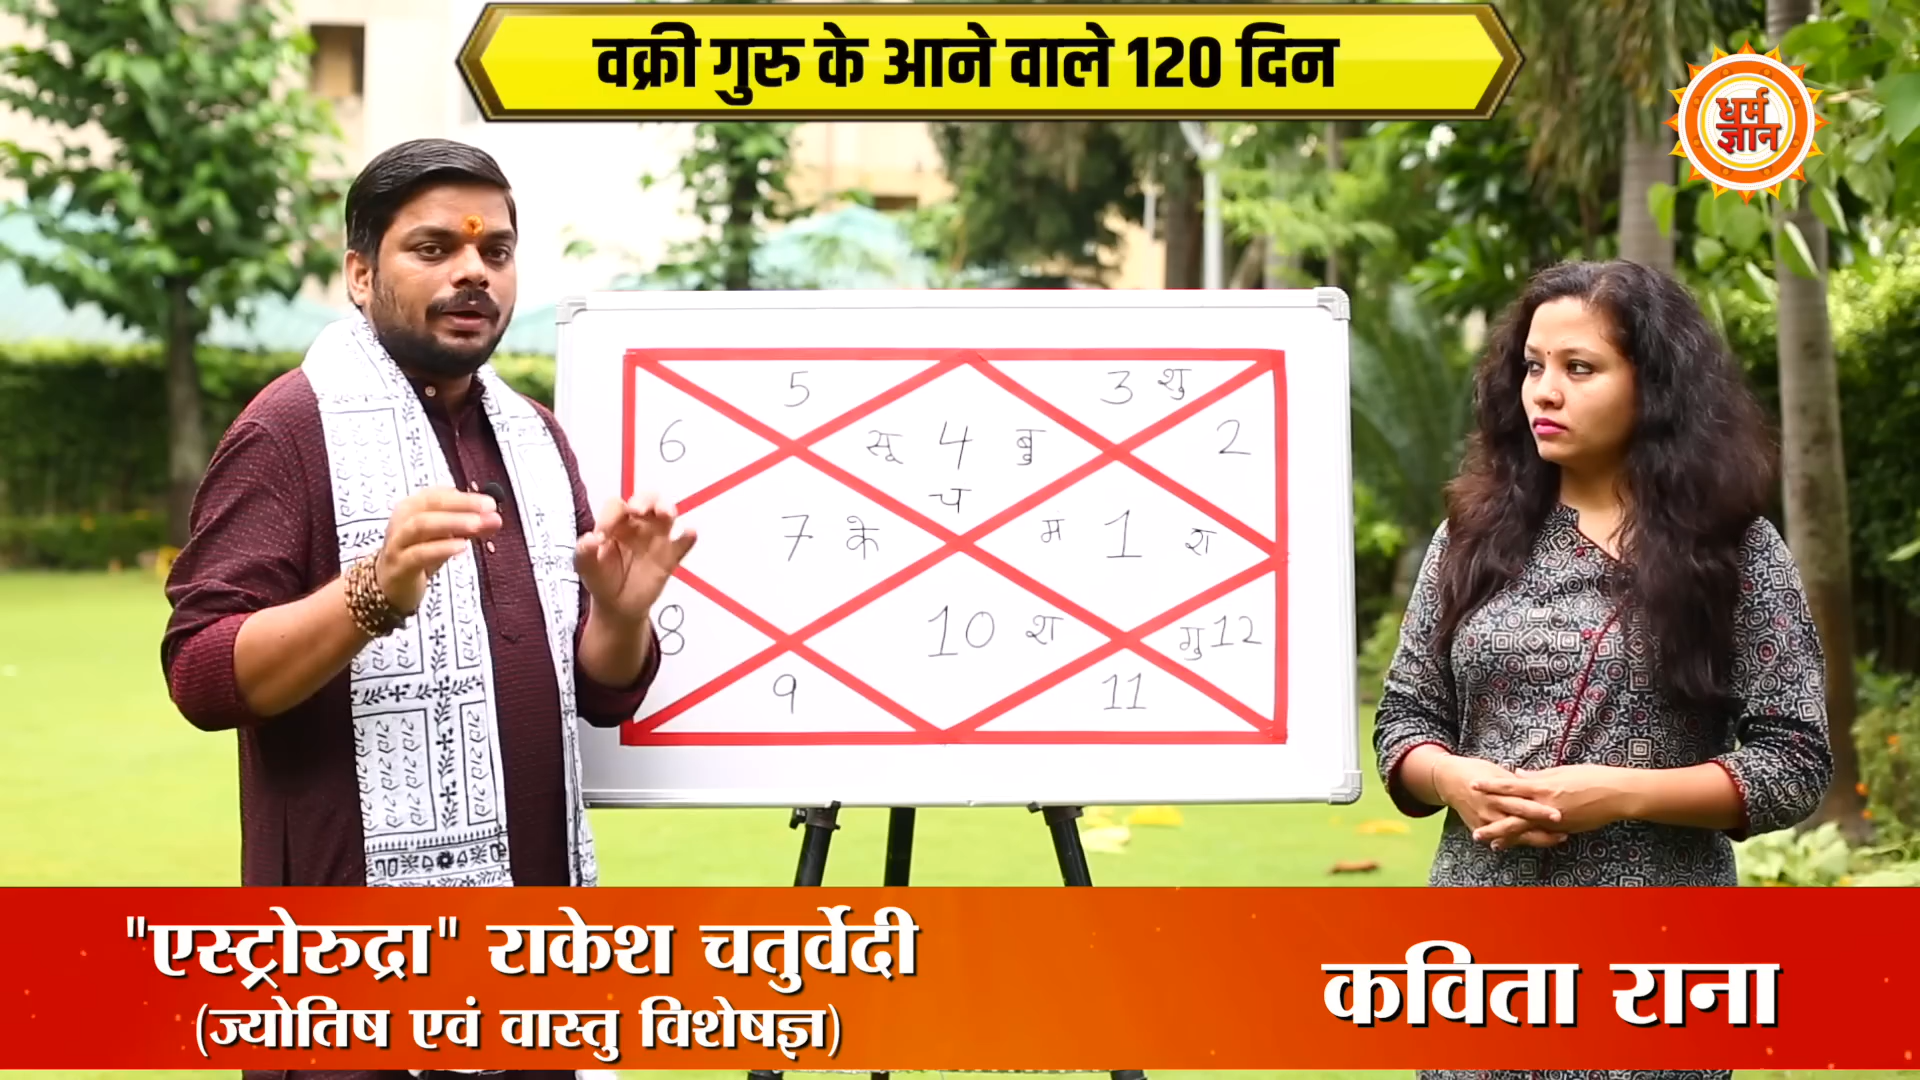 वक्री गुरु के आने वाले 120 दिन
धर्म
ज्ञान
5
3 शु
6
सू 4 बु
2
च
7 के
म 1 रा
8
10 श
गु 12
9
11
"एस्ट्रोरुद्रा" राकेश चतुर्वेदी
(ज्योतिष एवं वास्तु विशेषज्ञ)
कविता राना